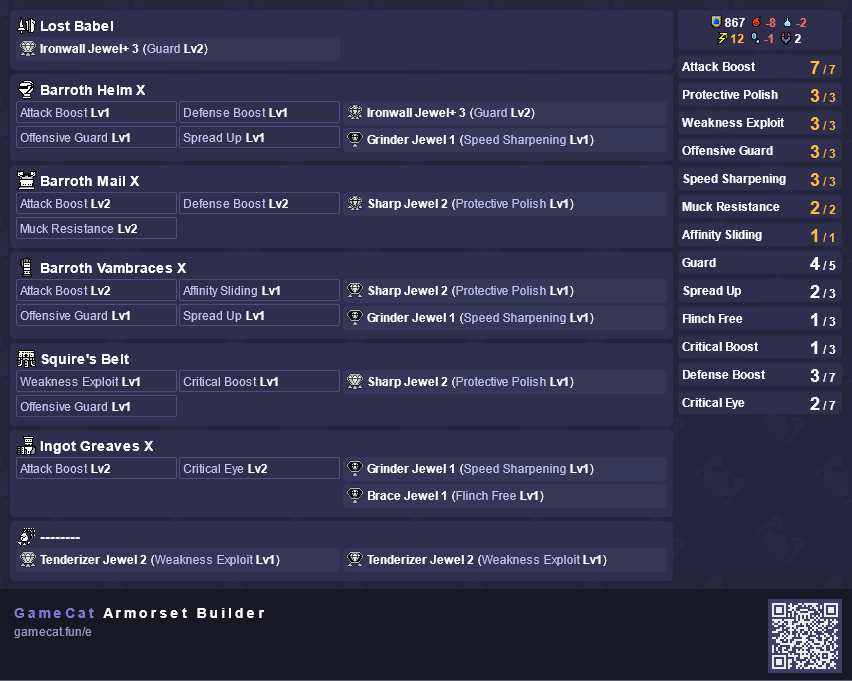 Lost Babel
Ironwall Jewel+ 3 (Guard Lv2)
Barroth Helm X
Attack Boost Lv1
Defense Boost Lv1
Ironwall Jewel+ 3 (Guard Lv2)
Offensive Guard Lv1
Spread Up Lv1
Grinder Jewel 1 (Speed Sharpening Lv1)
Barroth Mail X
Attack Boost Lv2
Defense Boost Lv2
Sharp Jewel 2 (Protective Polish Lv1)
Muck Resistance Lv2
Barroth Vambraces X
Attack Boost Lv2
Affinity Sliding Lv1
Sharp Jewel 2 (Protective Polish Lv1)
Offensive Guard Lv1
Spread Up Lv1
Grinder Jewel 1 (Speed Sharpening Lv1)
Squire's Belt
Weakness Exploit Lv1
Critical Boost Lv1
Sharp Jewel 2 (Protective Polish Lv1)
Offensive Guard Lv1
Ingot Greaves X
Attack Boost Lv2
Critical Eye Lv2
Grinder Jewel 1 (Speed Sharpening Lv1)
Brace Jewel 1 (Flinch Free Lv1)
--------
Tenderizer Jewel 2 (Weakness Exploit Lv1)
Tenderizer Jewel 2 (Weakness Exploit Lv1)
867 -8 -2
12 -1 2
Attack Boost 7 / 7
Protective Polish 3 / 3
Weakness Exploit 3 / 3
Offensive Guard 3 / 3
Speed Sharpening 3 / 3
Muck Resistance 2 / 2
Affinity Sliding 1 / 1
Guard 4 / 5
Spread Up 2 / 3
Flinch Free 1 / 3
Critical Boost 1 / 3
Defense Boost 3 / 7
Critical Eye 2 / 7
GameCat Armorset Builder
gamecat.fun/e